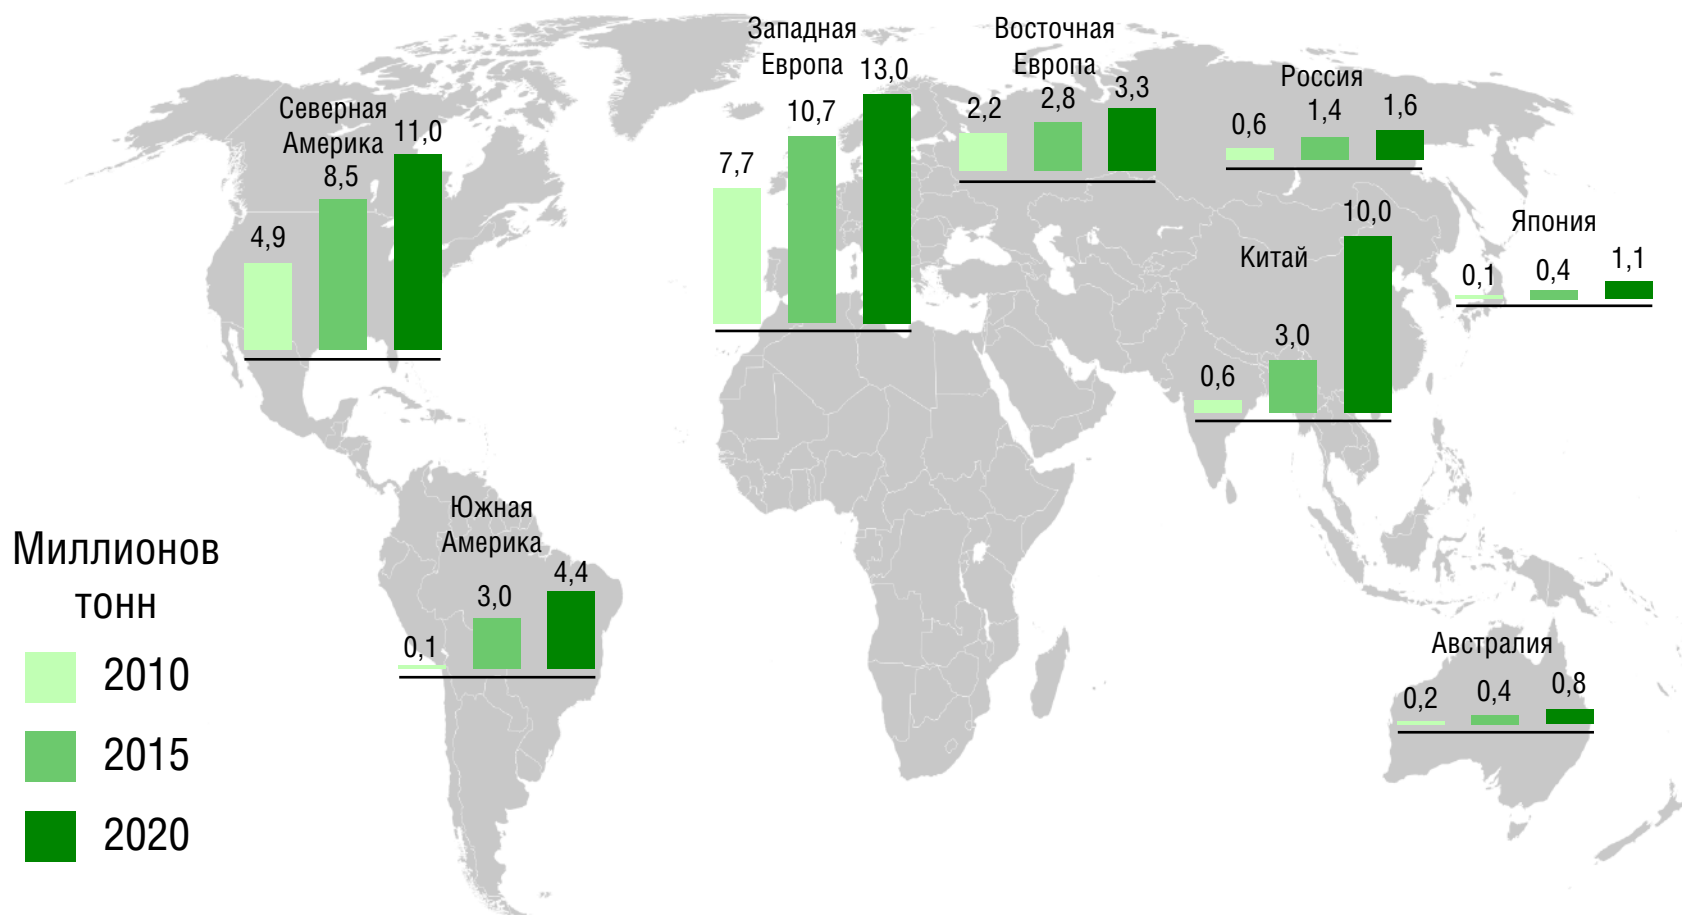 Западная
Европа
7,7
10,7
13,0
Восточная
Европа
2,2
2,8
3,3
Россия
0,6
1,4
1,6
Северная
Америка
4,9
8,5
11,0
Китай
0,6
3,0
10,0
Япония
0,1
0,4
1,1
Южная
Америка
0,1
3,0
4,4
Австралия
0,2
0,4
0,8
Миллионов
тонн
2010
2015
2020